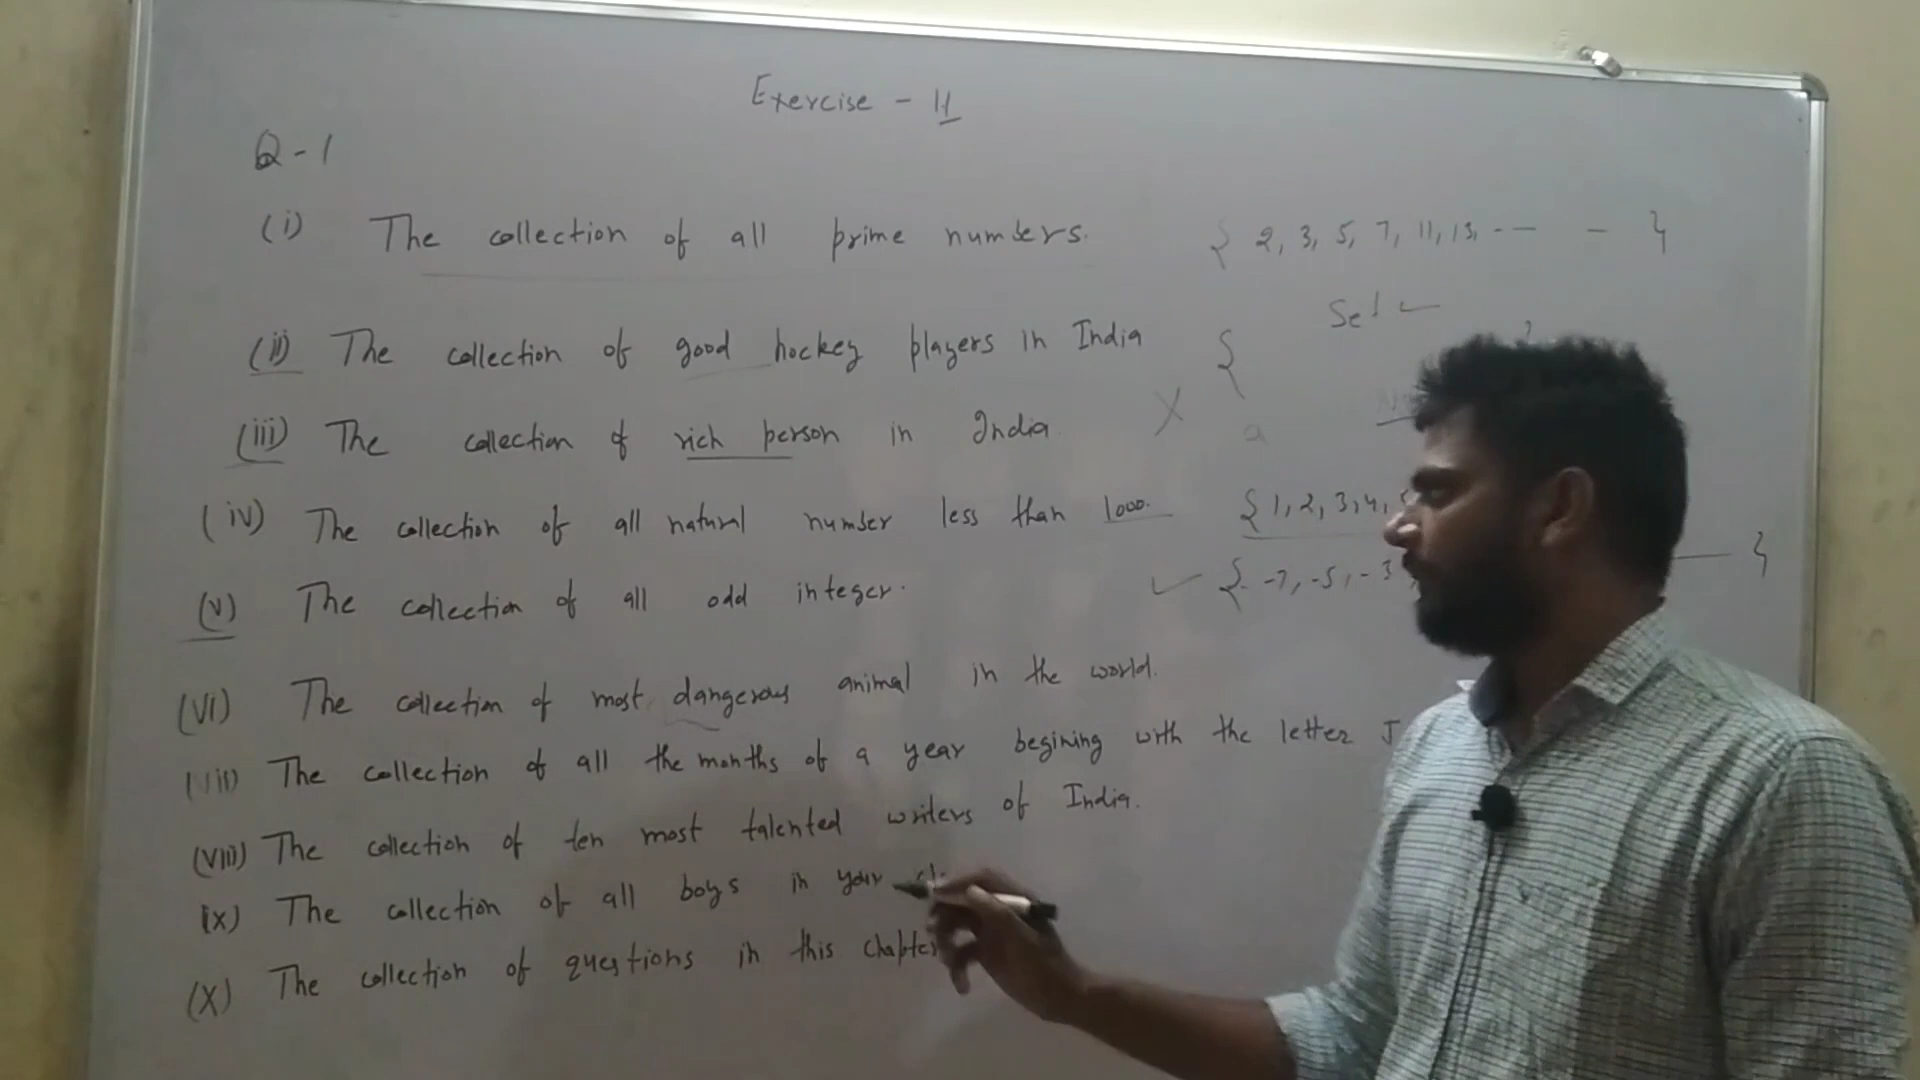 Exercise - 11
Q-1
(i) The collection of all prime numbers. { 2, 3, 5, 7, 11, 13, -- - }
Set ✓
(ii) The collection of good hockey players in India {
(iii) The collection of rich person in India X a
(iv) The collection of all natural number less than 1000. { 1, 2, 3, 4,
(v) The collection of all odd integer. ✓ { -7, -5, -3 — }
(vi) The collection of most dangerous animal in the world.
(vii) The collection of all the months of a year begining with the letter J
(viii) The collection of ten most talented writers of India.
(ix) The collection of all boys in your
(x) The collection of questions in this chapter